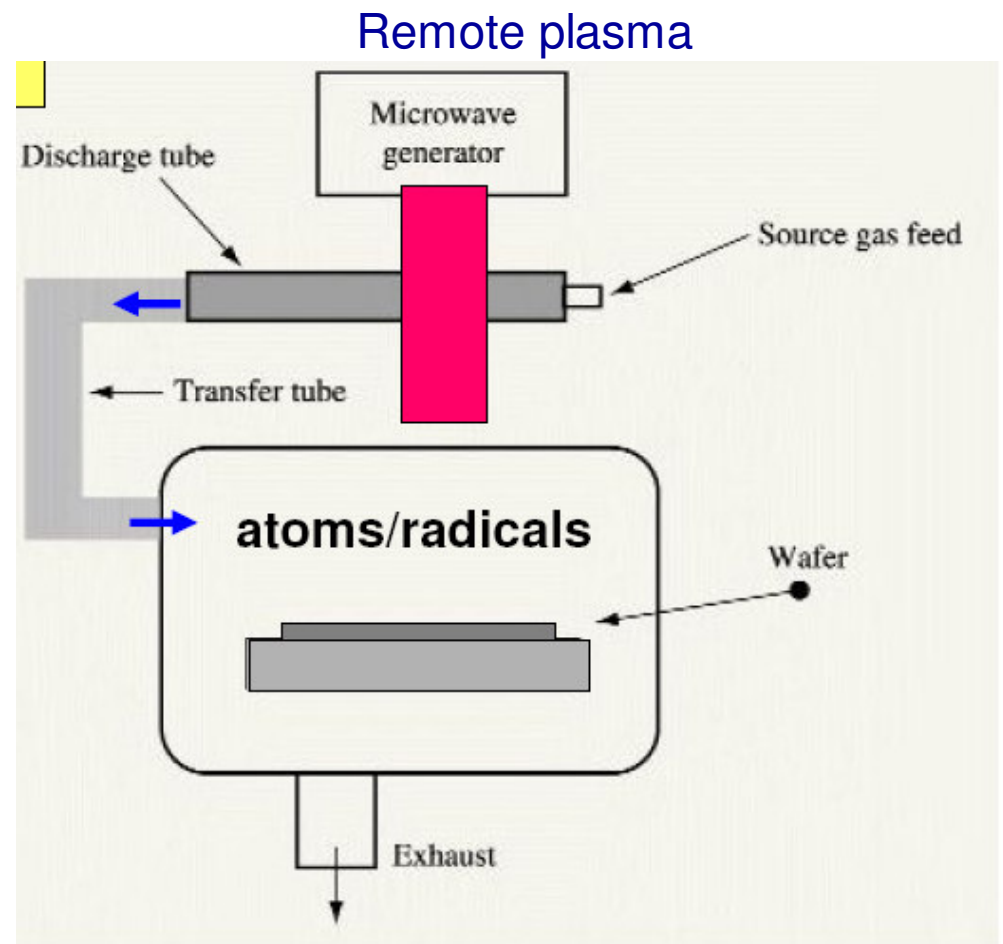 Remote plasma
Microwave
generator
Discharge tube
Source gas feed
Transfer tube
atoms/radicals
Wafer
Exhaust